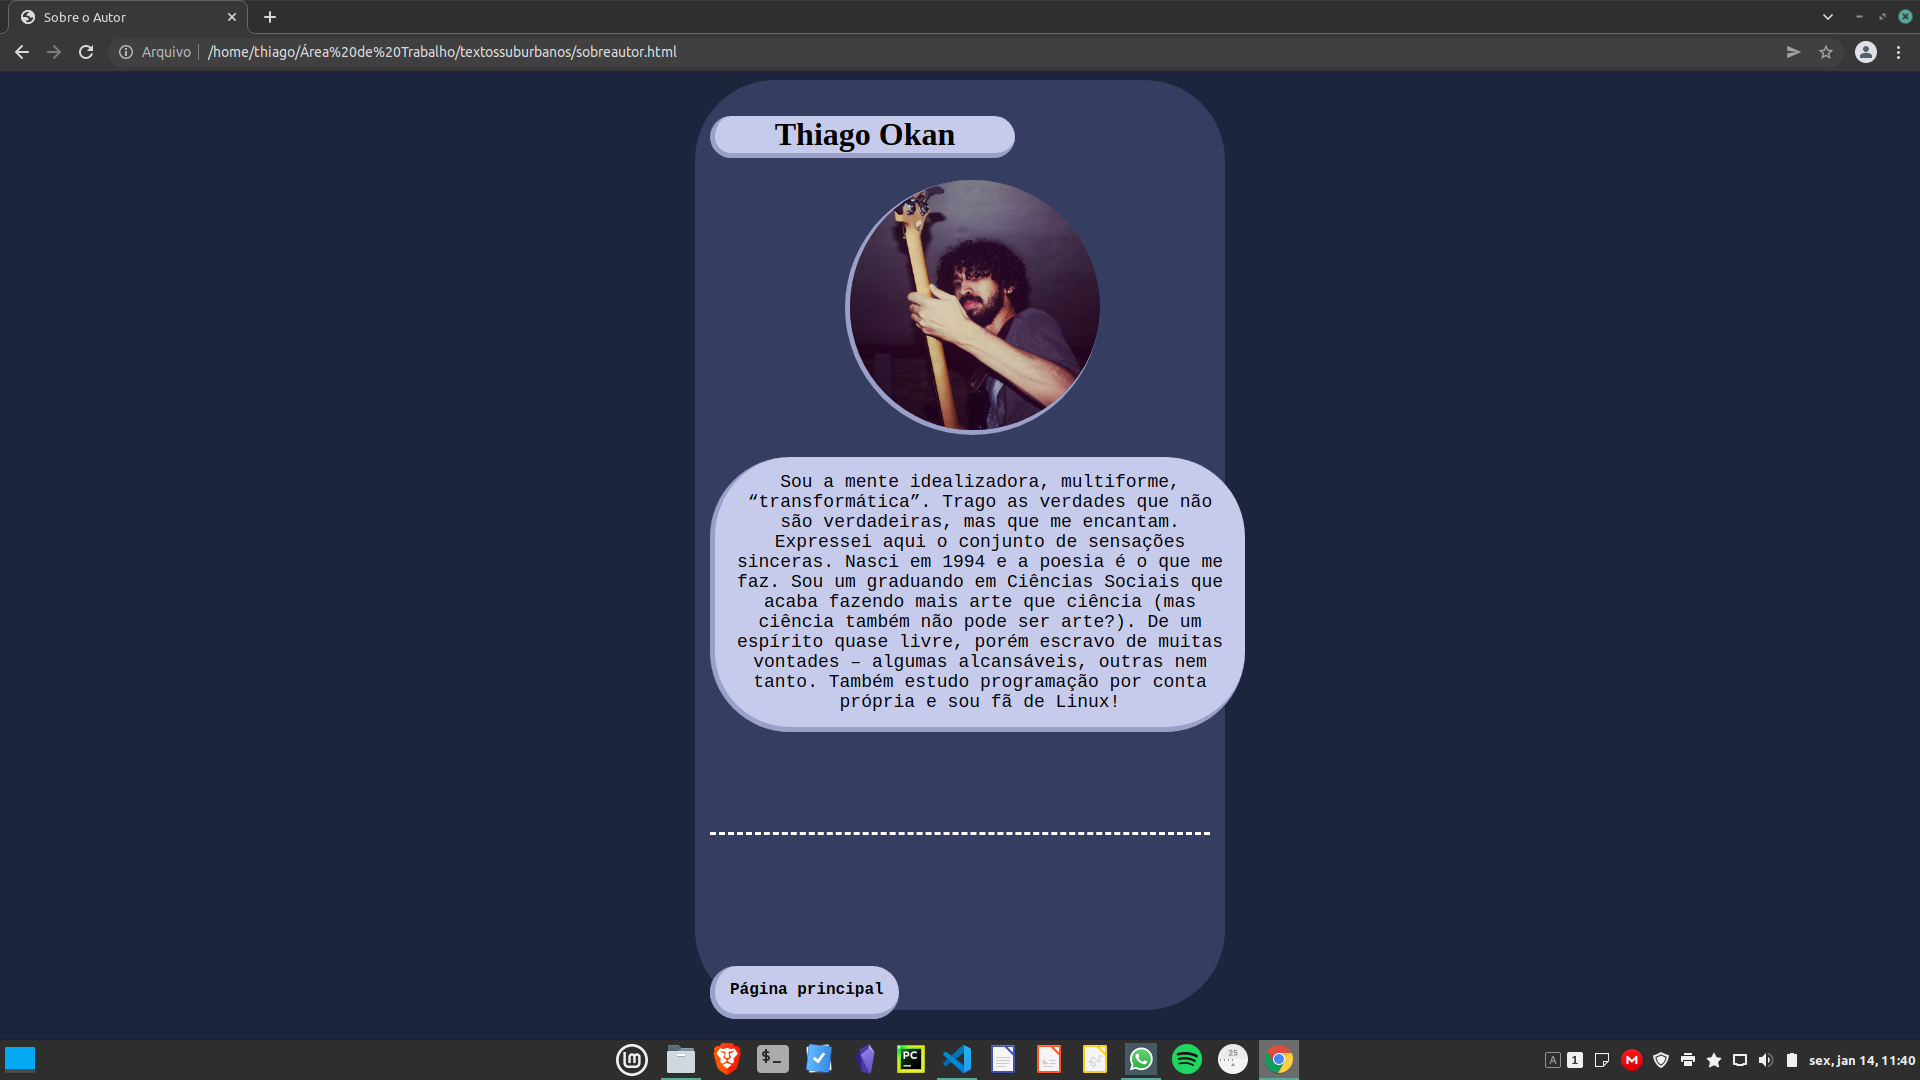 Sobre o Autor
Arquivo /home/thiago/Área%20de%20Trabalho/textossuburbanos/sobreautor.html
Thiago Okan
Sou a mente idealizadora, multiforme,
“transformática”. Trago as verdades que não
são verdadeiras, mas que me encantam.
Expressei aqui o conjunto de sensações
sinceras. Nasci em 1994 e a poesia é o que me
faz. Sou um graduando em Ciências Sociais que
acaba fazendo mais arte que ciência (mas
ciência também não pode ser arte?). De um
espírito quase livre, porém escravo de muitas
vontades – algumas alcansáveis, outras nem
tanto. Também estudo programação por conta
própria e sou fã de Linux!
Página principal
$_
PC
25
A
1
M
sex, jan 14, 11:40